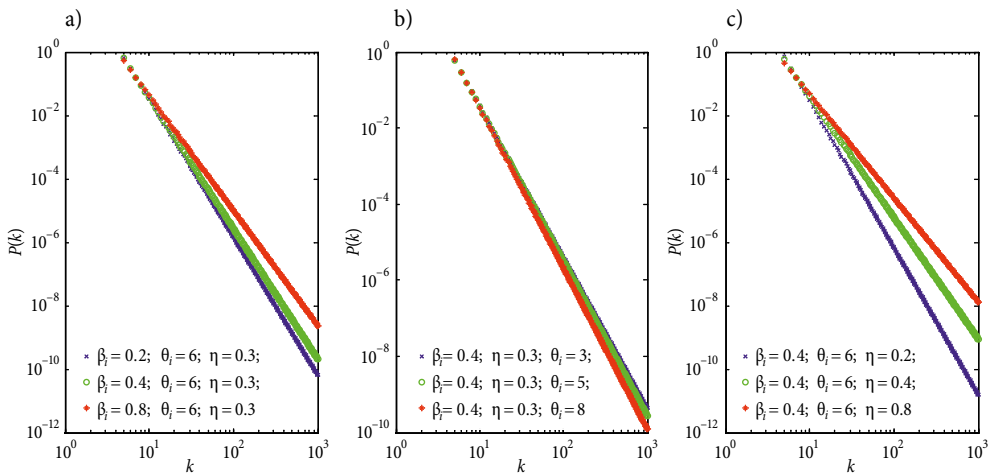 a)
10^0
10^-2
10^-4
10^-6
10^-8
10^-10
10^-12
P(k)
β_i = 0.2; θ_i = 6; η = 0.3;
β_i = 0.4; θ_i = 6; η = 0.3;
β_i = 0.8; θ_i = 6; η = 0.3
10^1 10^2 10^3
k
b)
10^0
10^-2
10^-4
10^-6
10^-8
10^-10
P(k)
β_i = 0.4; η = 0.3; θ_i = 3;
β_i = 0.4; η = 0.3; θ_i = 5;
β_i = 0.4; η = 0.3; θ_i = 8
10^1 10^2 10^3
k
c)
10^0
10^-2
10^-4
10^-6
10^-8
10^-10
10^-12
P(k)
β_i = 0.4; θ_i = 6; η = 0.2;
β_i = 0.4; θ_i = 6; η = 0.4;
β_i = 0.4; θ_i = 6; η = 0.8
10^1 10^2 10^3
k